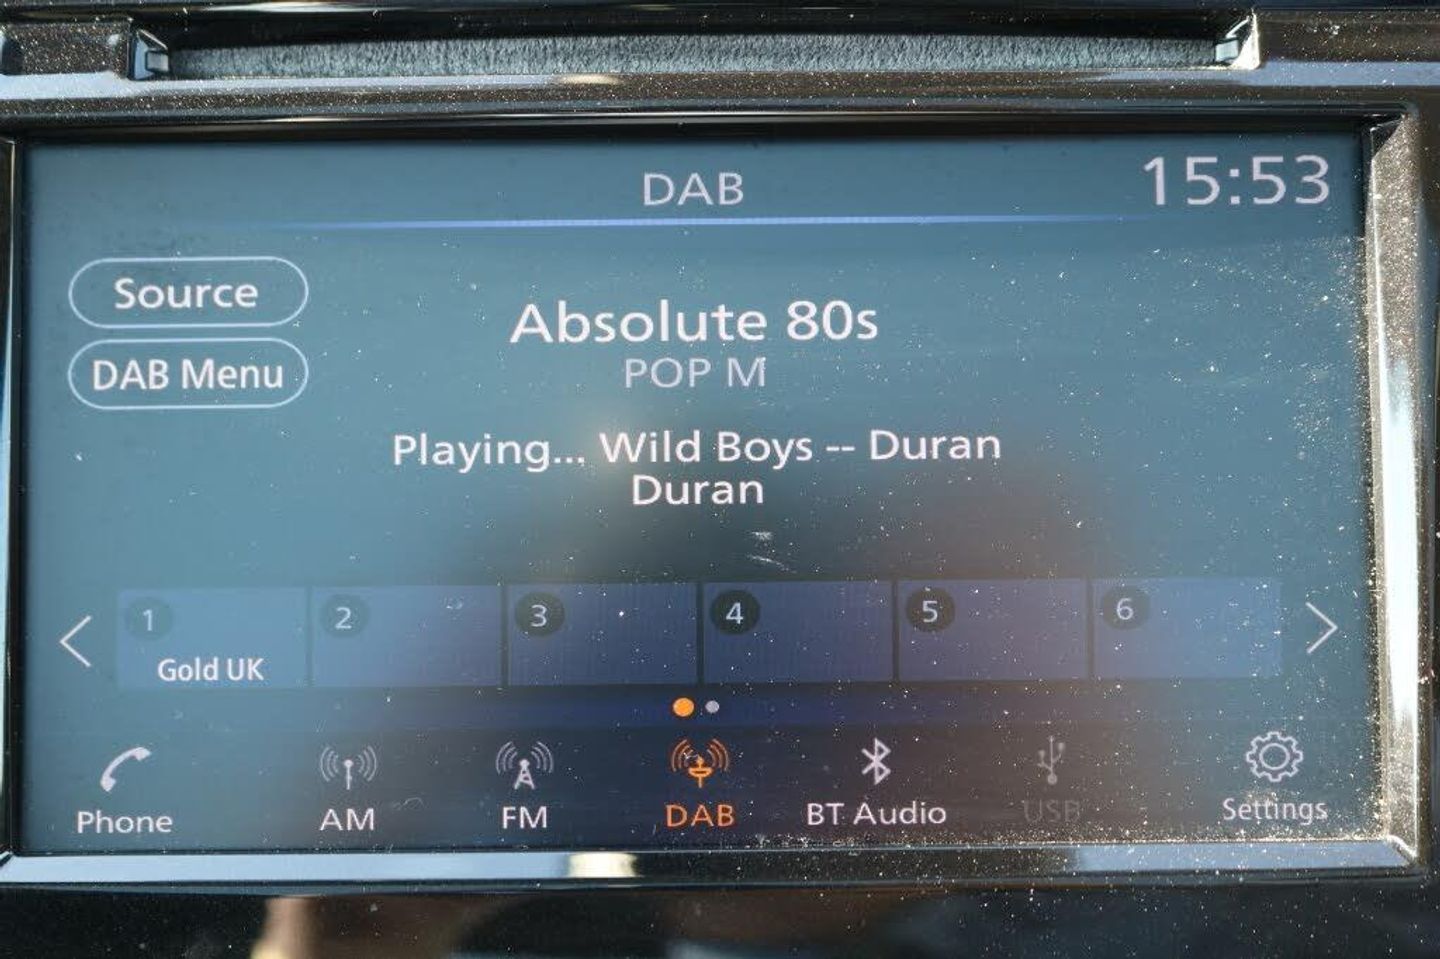 DAB
15:53
Source
DAB Menu
Absolute 80s
POP M
Playing... Wild Boys -- Duran
Duran
1 2 3 4 5 6
Gold UK
Phone AM FM DAB BT Audio USB Settings